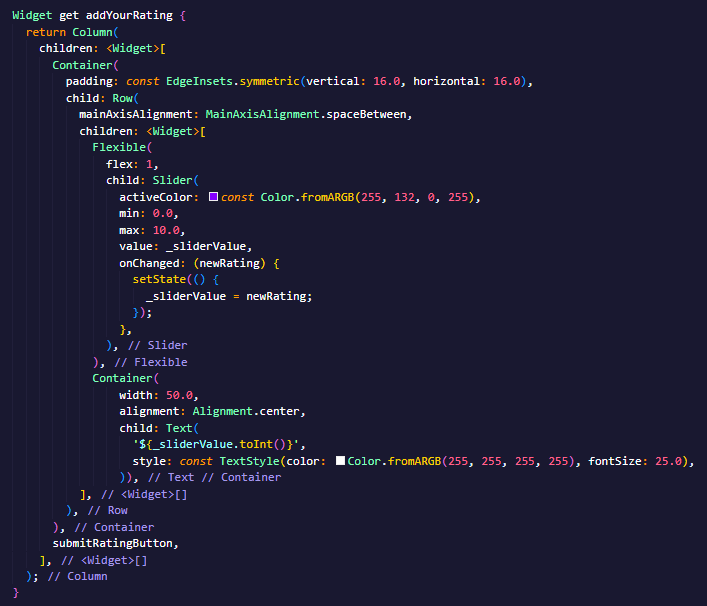 Widget get addYourRating {
  return Column(
    children: <Widget>[
      Container(
        padding: const EdgeInsets.symmetric(vertical: 16.0, horizontal: 16.0),
        child: Row(
          mainAxisAlignment: MainAxisAlignment.spaceBetween,
          children: <Widget>[
            Flexible(
              flex: 1,
              child: Slider(
                activeColor: const Color.fromARGB(255, 132, 0, 255),
                min: 0.0,
                max: 10.0,
                value: _sliderValue,
                onChanged: (newRating) {
                  setState(() {
                    _sliderValue = newRating;
                  });
                },
              ), // Slider
            ), // Flexible
            Container(
                width: 50.0,
                alignment: Alignment.center,
                child: Text(
                  '${_sliderValue.toInt()}',
                  style: const TextStyle(color: Color.fromARGB(255, 255, 255, 255), fontSize: 25.0),
                )), // Text // Container
          ], // <Widget>[]
        ), // Row
      ), // Container
      submitRatingButton,
    ], // <Widget>[]
  ); // Column
}